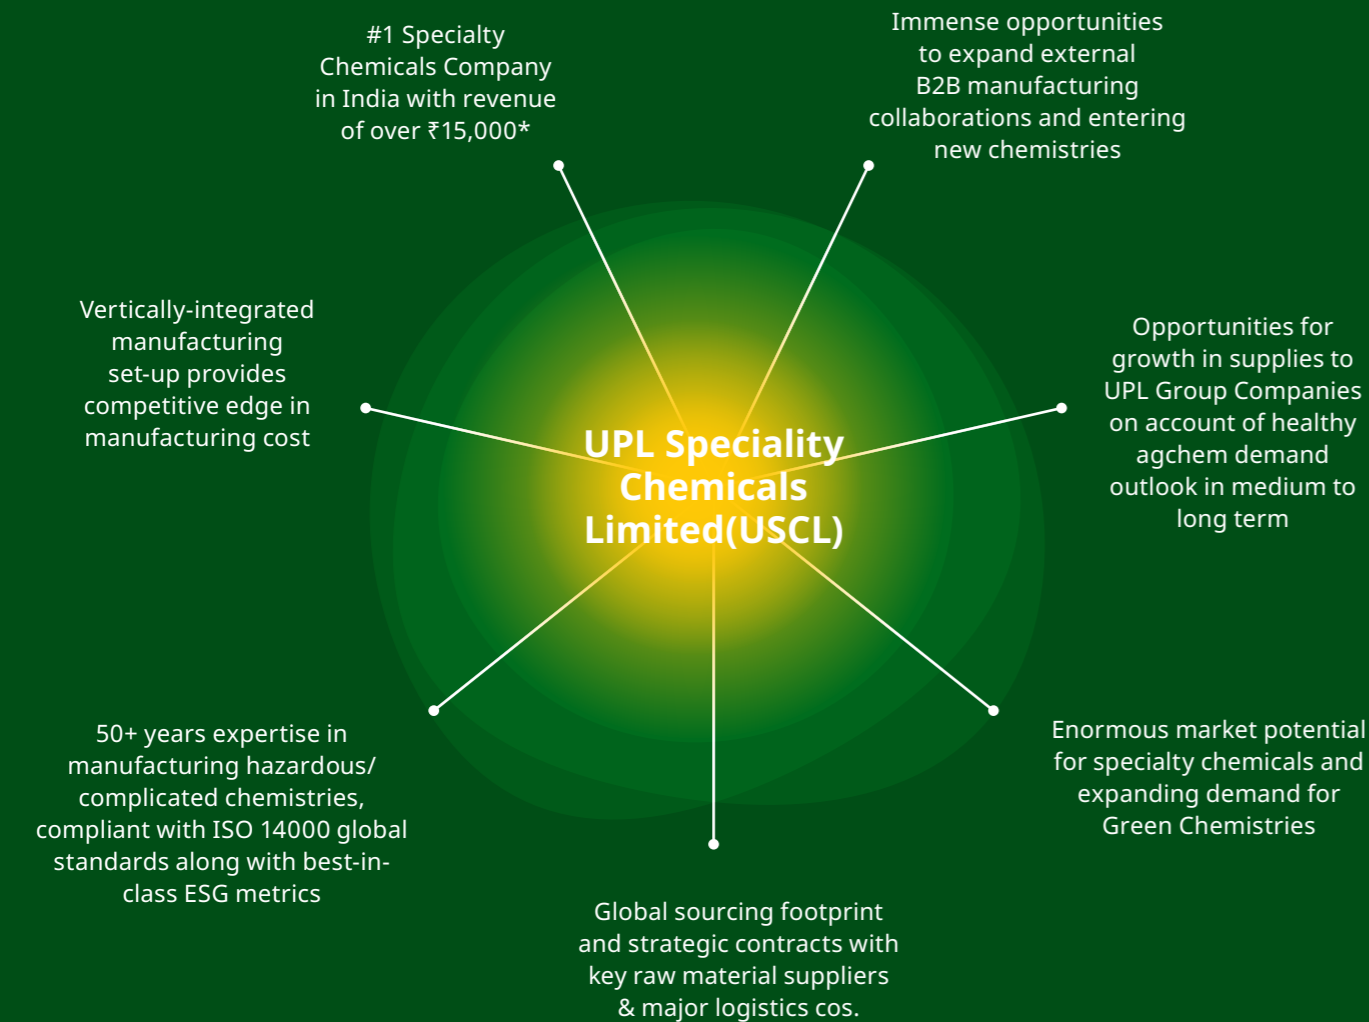 #1 Specialty
Chemicals Company
in India with revenue
of over ₹15,000*
Immense opportunities
to expand external
B2B manufacturing
collaborations and entering
new chemistries
Vertically-integrated
manufacturing
set-up provides
competitive edge in
manufacturing cost
Opportunities for
growth in supplies to
UPL Group Companies
on account of healthy
agchem demand
outlook in medium to
long term
UPL Speciality
Chemicals
Limited(USCL)
50+ years expertise in
manufacturing hazardous/
complicated chemistries,
compliant with ISO 14000 global
standards along with best-in-
class ESG metrics
Enormous market potential
for specialty chemicals and
expanding demand for
Green Chemistries
Global sourcing footprint
and strategic contracts with
key raw material suppliers
& major logistics cos.